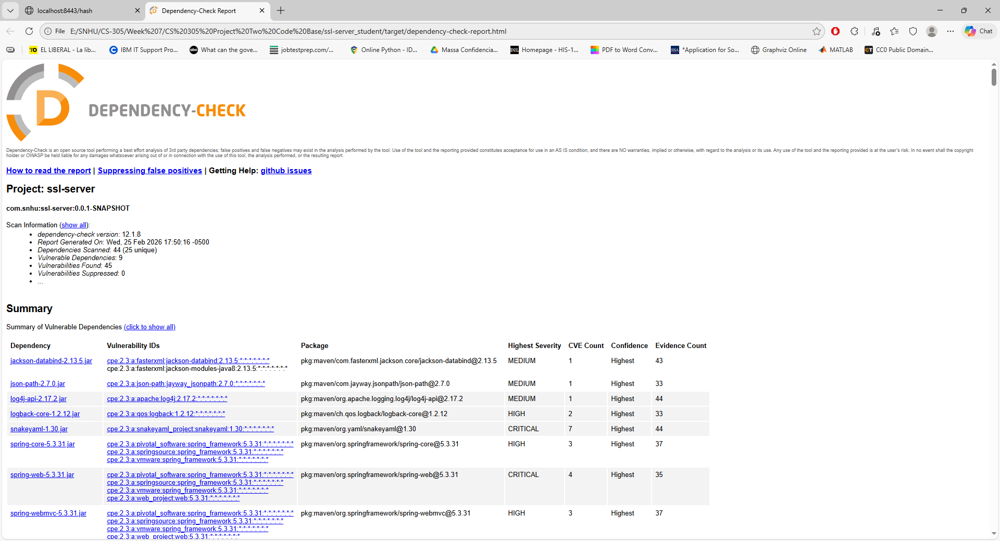 localhost:8443/hash
Dependency-Check Report
File E:/SNHU/CS-305/Week%207/CS%20305%20Project%20Two%20Code%20Base/ssl-server_student/target/dependency-check-report.html
Chat
TO EL LIBERAL - La lib...
C IBM IT Support Pro...
abc What can the gove...
jobtestprep.com/...
Online Python - ID...
Massa Confidencia...
D2L Homepage - HIS-1...
PDF to Word Conv...
SSA *Application for So...
Graphviz Online
MATLAB
CT CC0 Public Domain...
D DEPENDENCY-CHECK
Dependency-Check is an open source tool performing a best effort analysis of 3rd party dependencies; false positives and false negatives may exist in the analysis performed by the tool. Use of the tool and the reporting provided constitutes acceptance for use in an AS IS condition, and there are NO warranties, implied or otherwise, with regard to the analysis or its use. Any use of the tool and the reporting provided is at the user's risk. In no event shall the copyright
holder or OWASP be held liable for any damages whatsoever arising out of or in connection with the use of this tool, the analysis performed, or the resulting report.
How to read the report | Suppressing false positives | Getting Help: github issues
Project: ssl-server
com.snhu:ssl-server:0.0.1-SNAPSHOT
Scan Information (show all):
• dependency-check version: 12.1.8
• Report Generated On: Wed, 25 Feb 2026 17:50:16 -0500
• Dependencies Scanned: 44 (25 unique)
• Vulnerable Dependencies: 9
• Vulnerabilities Found: 45
• Vulnerabilities Suppressed: 0
• ...
Summary
Summary of Vulnerable Dependencies (click to show all)
Dependency Vulnerability IDs Package Highest Severity CVE Count Confidence Evidence Count
jackson-databind-2.13.5.jar cpe:2.3:a:fasterxml:jackson-databind:2.13.5:*:*:*:*:*:*:* pkg:maven/com.fasterxml.jackson.core/jackson-databind@2.13.5 MEDIUM 1 Highest 43
cpe:2.3:a:fasterxml:jackson-modules-java8:2.13.5:*:*:*:*:*:*:*
json-path-2.7.0.jar cpe:2.3:a:json-path:jayway_jsonpath:2.7.0:*:*:*:*:*:*:* pkg:maven/com.jayway.jsonpath/json-path@2.7.0 MEDIUM 1 Highest 33
log4j-api-2.17.2.jar cpe:2.3:a:apache:log4j:2.17.2:*:*:*:*:*:*:* pkg:maven/org.apache.logging.log4j/log4j-api@2.17.2 MEDIUM 1 Highest 44
logback-core-1.2.12.jar cpe:2.3:a:qos:logback:1.2.12:*:*:*:*:*:*:* pkg:maven/ch.qos.logback/logback-core@1.2.12 HIGH 2 Highest 33
snakeyaml-1.30.jar cpe:2.3:a:snakeyaml_project:snakeyaml:1.30:*:*:*:*:*:*:* pkg:maven/org.yaml/snakeyaml@1.30 CRITICAL 7 Highest 44
spring-core-5.3.31.jar cpe:2.3:a:pivotal_software:spring_framework:5.3.31:*:*:*:*:*:*:* pkg:maven/org.springframework/spring-core@5.3.31 HIGH 3 Highest 37
cpe:2.3:a:springsource:spring_framework:5.3.31:*:*:*:*:*:*:*
cpe:2.3:a:vmware:spring_framework:5.3.31:*:*:*:*:*:*:*
spring-web-5.3.31.jar cpe:2.3:a:pivotal_software:spring_framework:5.3.31:*:*:*:*:*:*:* pkg:maven/org.springframework/spring-web@5.3.31 CRITICAL 4 Highest 35
cpe:2.3:a:springsource:spring_framework:5.3.31:*:*:*:*:*:*:*
cpe:2.3:a:vmware:spring_framework:5.3.31:*:*:*:*:*:*:*
cpe:2.3:a:web_project:web:5.3.31:*:*:*:*:*:*:*
spring-webmvc-5.3.31.jar cpe:2.3:a:pivotal_software:spring_framework:5.3.31:*:*:*:*:*:*:* pkg:maven/org.springframework/spring-webmvc@5.3.31 HIGH 3 Highest 37
cpe:2.3:a:springsource:spring_framework:5.3.31:*:*:*:*:*:*:*
cpe:2.3:a:vmware:spring_framework:5.3.31:*:*:*:*:*:*:*
cpe:2.3:a:web_project:web:5.3.31:*:*:*:*:*:*:*